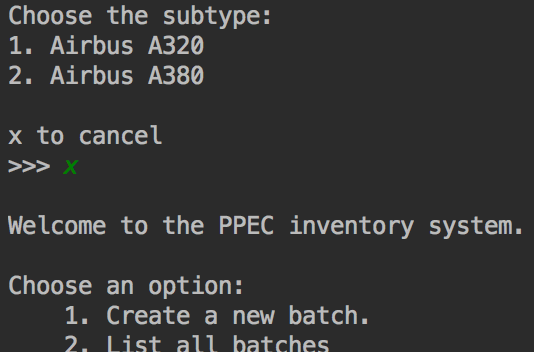 Choose the subtype:
1. Airbus A320
2. Airbus A380
x to cancel
>>> x
Welcome to the PPEC inventory system.
Choose an option:
1. Create a new batch.
2. List all batches